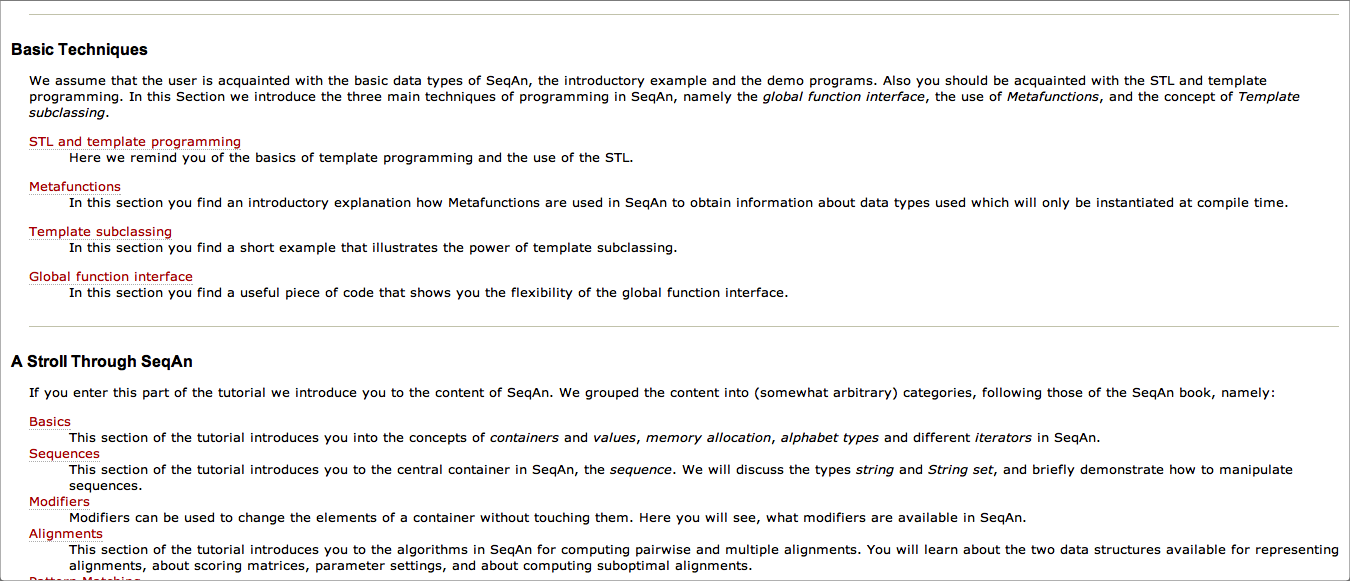 Basic Techniques
We assume that the user is acquainted with the basic data types of SeqAn, the introductory example and the demo programs. Also you should be acquainted with the STL and template
programming. In this Section we introduce the three main techniques of programming in SeqAn, namely the global function interface, the use of Metafunctions, and the concept of Template
subclassing.
STL and template programming
Here we remind you of the basics of template programming and the use of the STL.
Metafunctions
In this section you find an introductory explanation how Metafunctions are used in SeqAn to obtain information about data types used which will only be instantiated at compile time.
Template subclassing
In this section you find a short example that illustrates the power of template subclassing.
Global function interface
In this section you find a useful piece of code that shows you the flexibility of the global function interface.
A Stroll Through SeqAn
If you enter this part of the tutorial we introduce you to the content of SeqAn. We grouped the content into (somewhat arbitrary) categories, following those of the SeqAn book, namely:
Basics
This section of the tutorial introduces you into the concepts of containers and values, memory allocation, alphabet types and different iterators in SeqAn.
Sequences
This section of the tutorial introduces you to the central container in SeqAn, the sequence. We will discuss the types string and String set, and briefly demonstrate how to manipulate
sequences.
Modifiers
Modifiers can be used to change the elements of a container without touching them. Here you will see, what modifiers are available in SeqAn.
Alignments
This section of the tutorial introduces you to the algorithms in SeqAn for computing pairwise and multiple alignments. You will learn about the two data structures available for representing
alignments, about scoring matrices, parameter settings, and about computing suboptimal alignments.
Pattern Matching